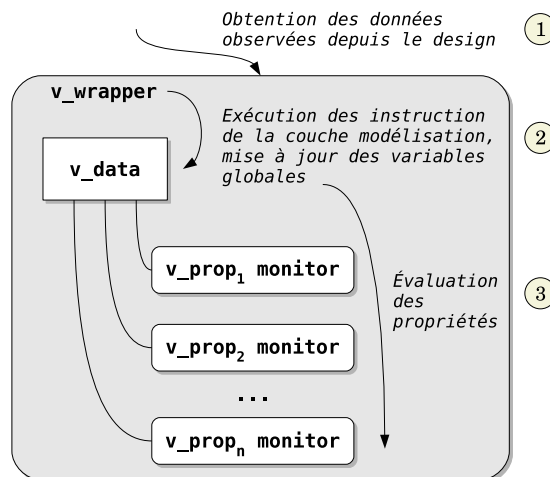 Obtention des données
observées depuis le design
1
v_wrapper
Exécution des instruction
de la couche modélisation,
mise à jour des variables
globales
2
v_data
v_prop₁ monitor
Évaluation
des
propriétés
3
v_prop₂ monitor
...
v_propₙ monitor